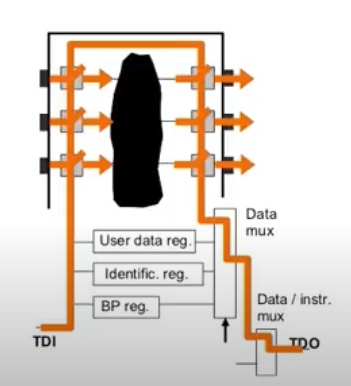 Data
mux
User data reg.
Identific. reg.
BP reg.
Data / instr.
mux
TDI
TDO